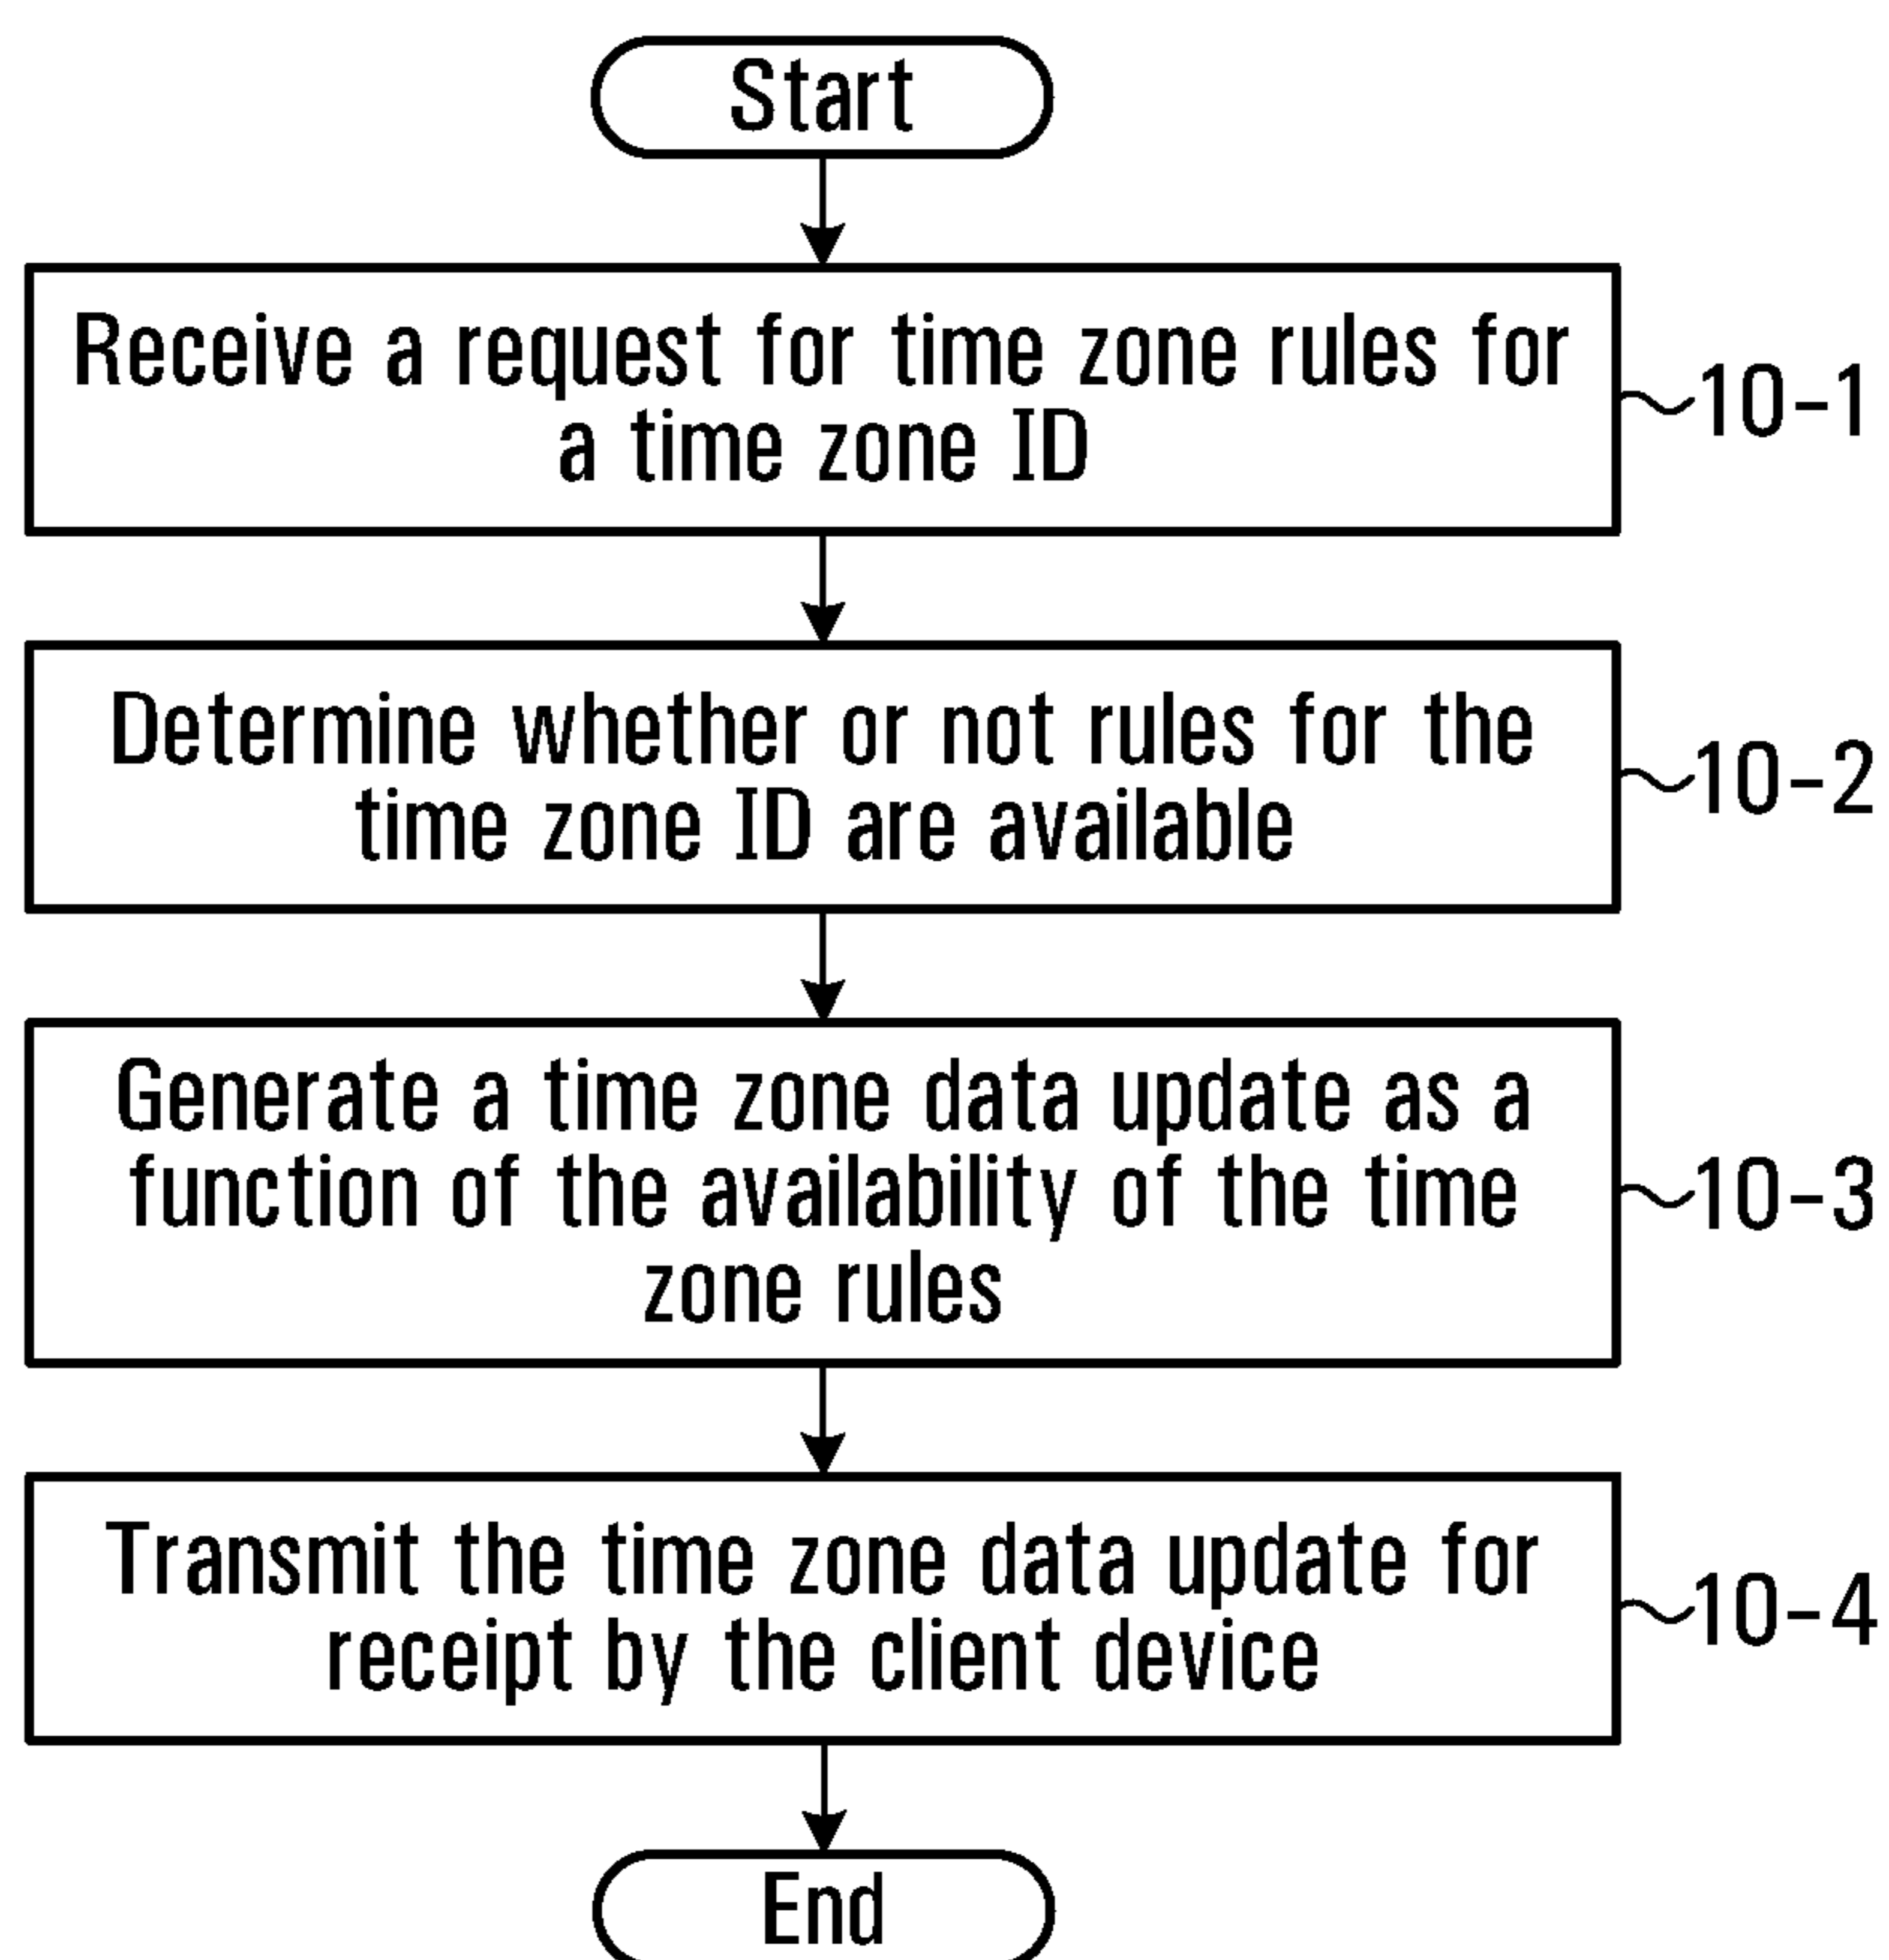 Start
Receive a request for time zone rules for
a time zone ID
10-1
Determine whether or not rules for the
time zone ID are available
10-2
Generate a time zone data update as a
function of the availability of the time
zone rules
10-3
Transmit the time zone data update for
receipt by the client device
10-4
End